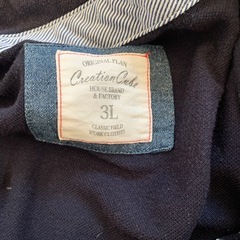 ORIGINAL PLAN
Creation Cube
HOUSE BRAND
& FACTORY
3L
CLASSIC FIELD
WORK CLOTHES